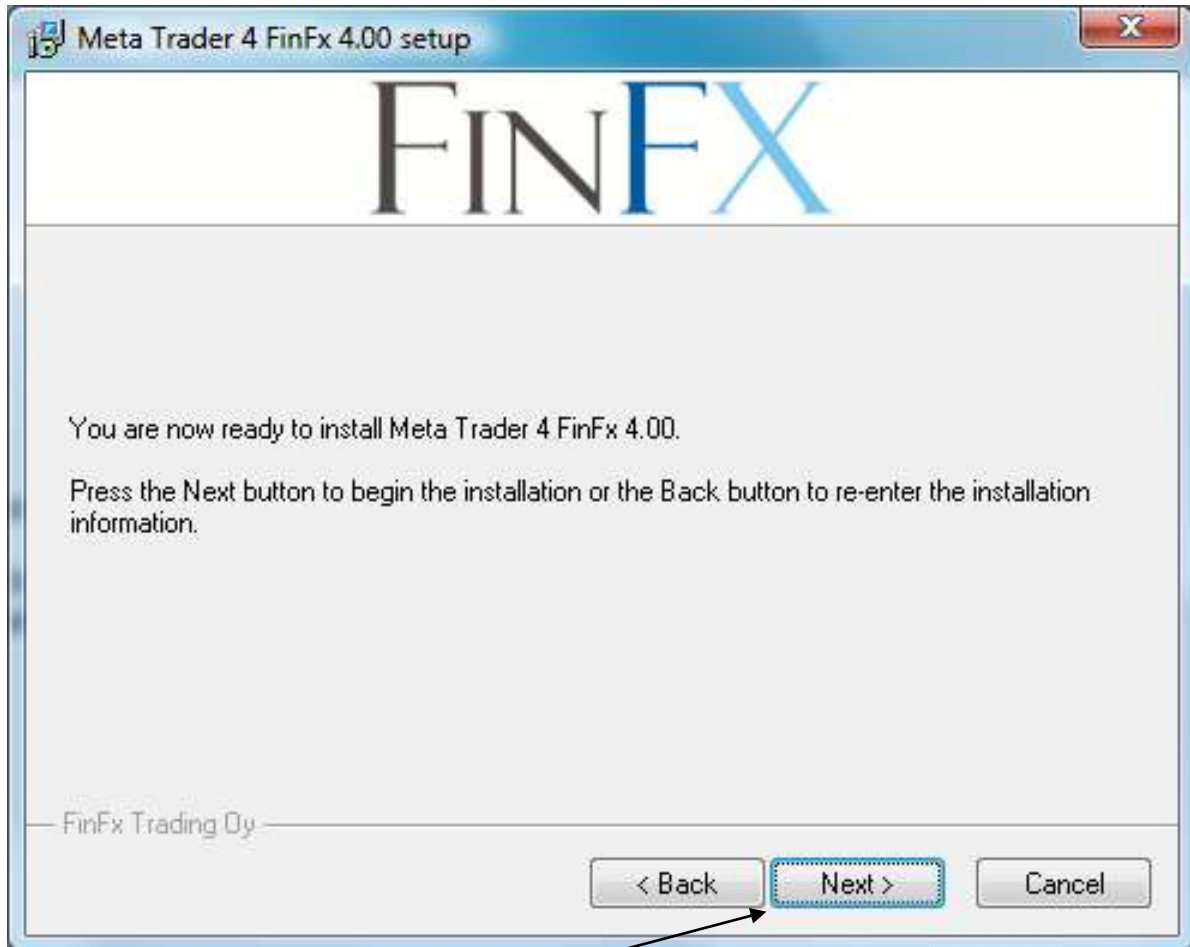 Meta Trader 4 FinFx 4.00 setup
FINFX
You are now ready to install Meta Trader 4 FinFx 4.00.
Press the Next button to begin the installation or the Back button to re-enter the installation
information.
FinFx Trading Oy
< Back Next > Cancel